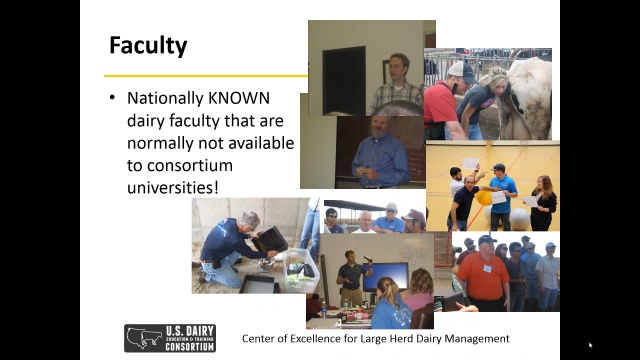 Faculty
• Nationally KNOWN
dairy faculty that are
normally not available
to consortium
universities!
U.S. DAIRY
EDUCATION & TRAINING
CONSORTIUM
Center of Excellence for Large Herd Dairy Management